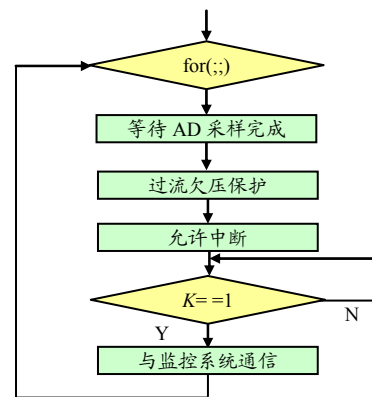 for(;;)
等待 AD 采样完成
过流欠压保护
允许中断
K= =1
N
Y
与监控系统通信